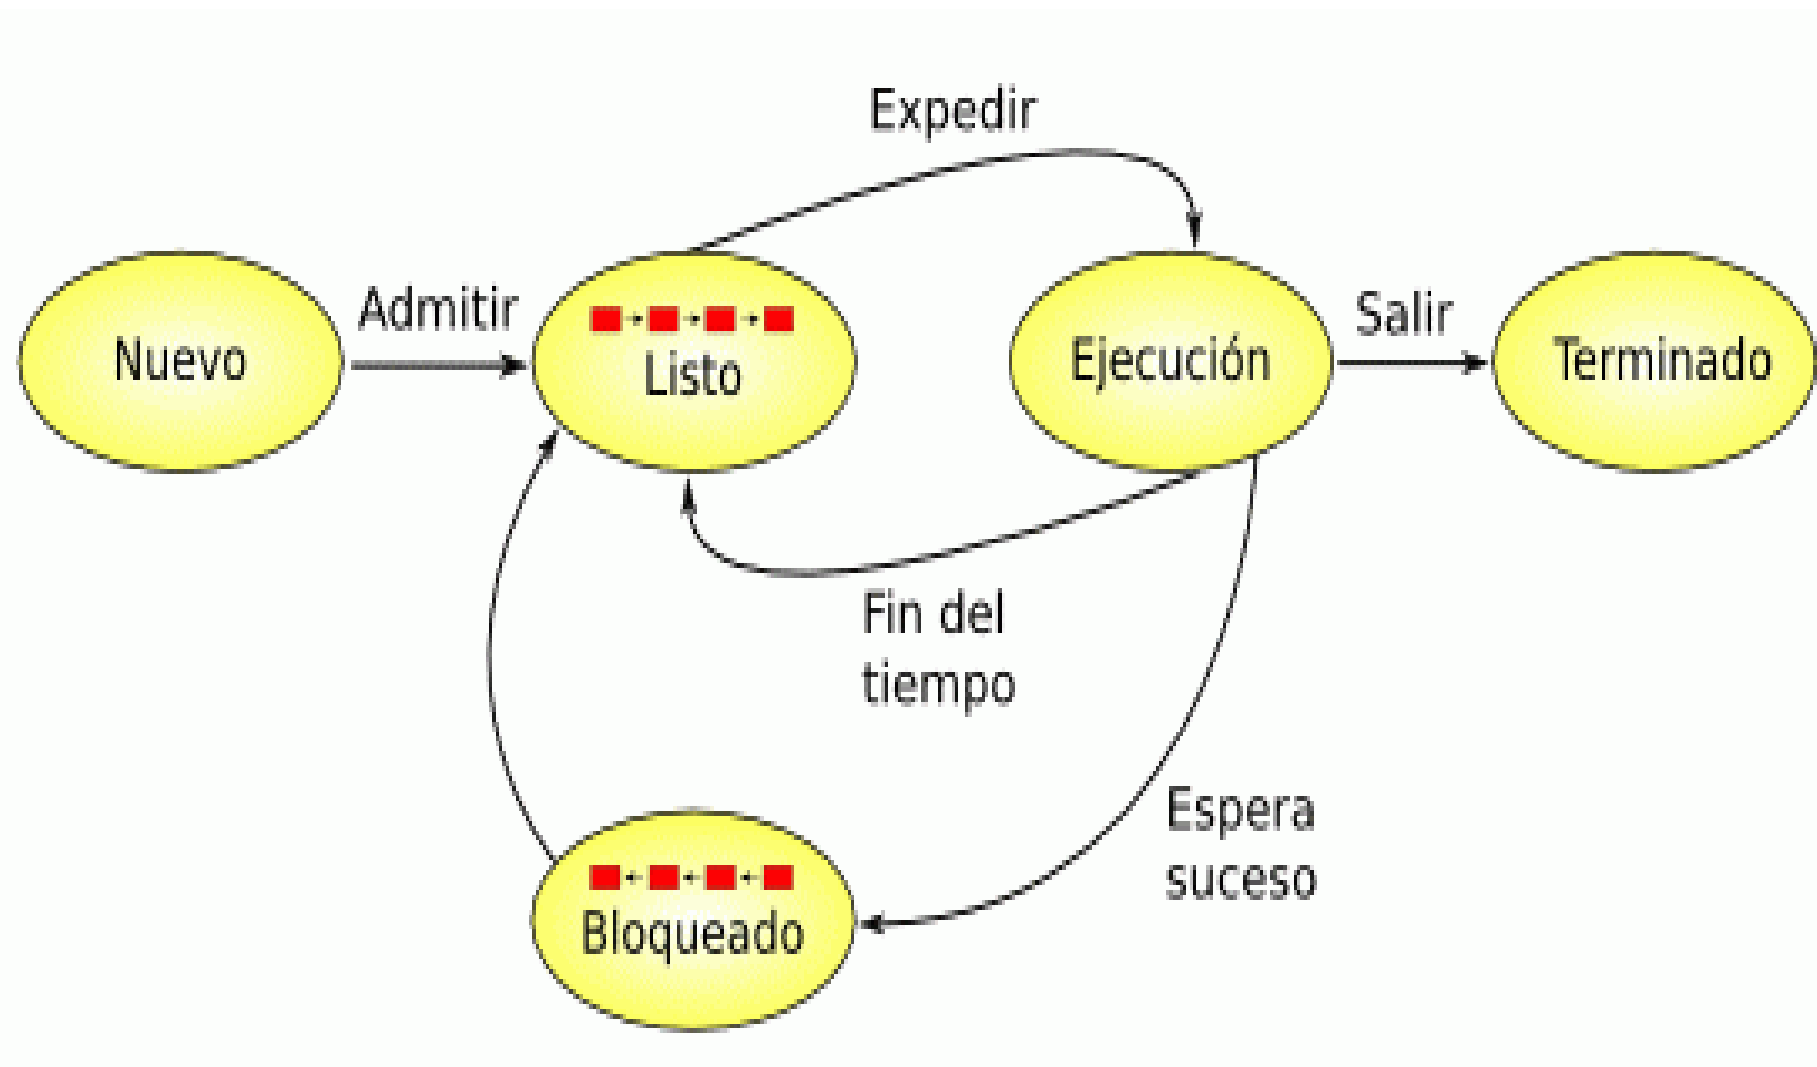 Expedir
Admitir
Salir
Nuevo
Listo
Ejecución
Terminado
Fin del
tiempo
Espera
suceso
Bloqueado